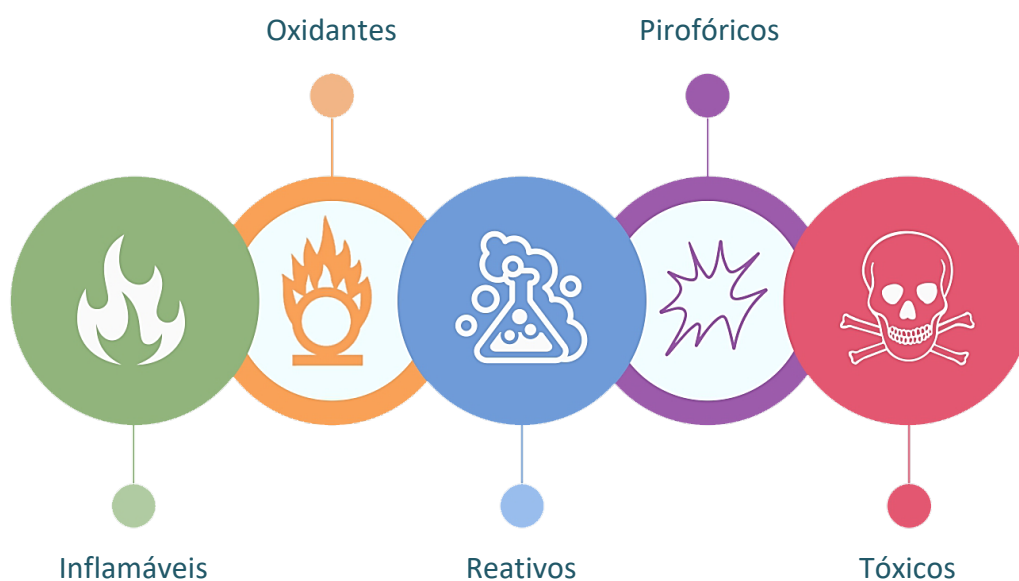 Oxidantes
Pirofóricos
Inflamáveis
Reativos
Tóxicos